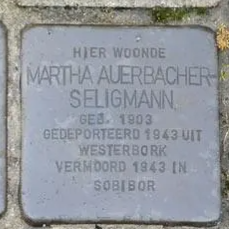 HIER WOONDE
MARTHA AUERBACHER-
SELIGMANN
GEB. 1903
GEDEPORTEERD 1943 UIT
WESTERBORK
VERMOORD 1943 IN
SOBIBOR